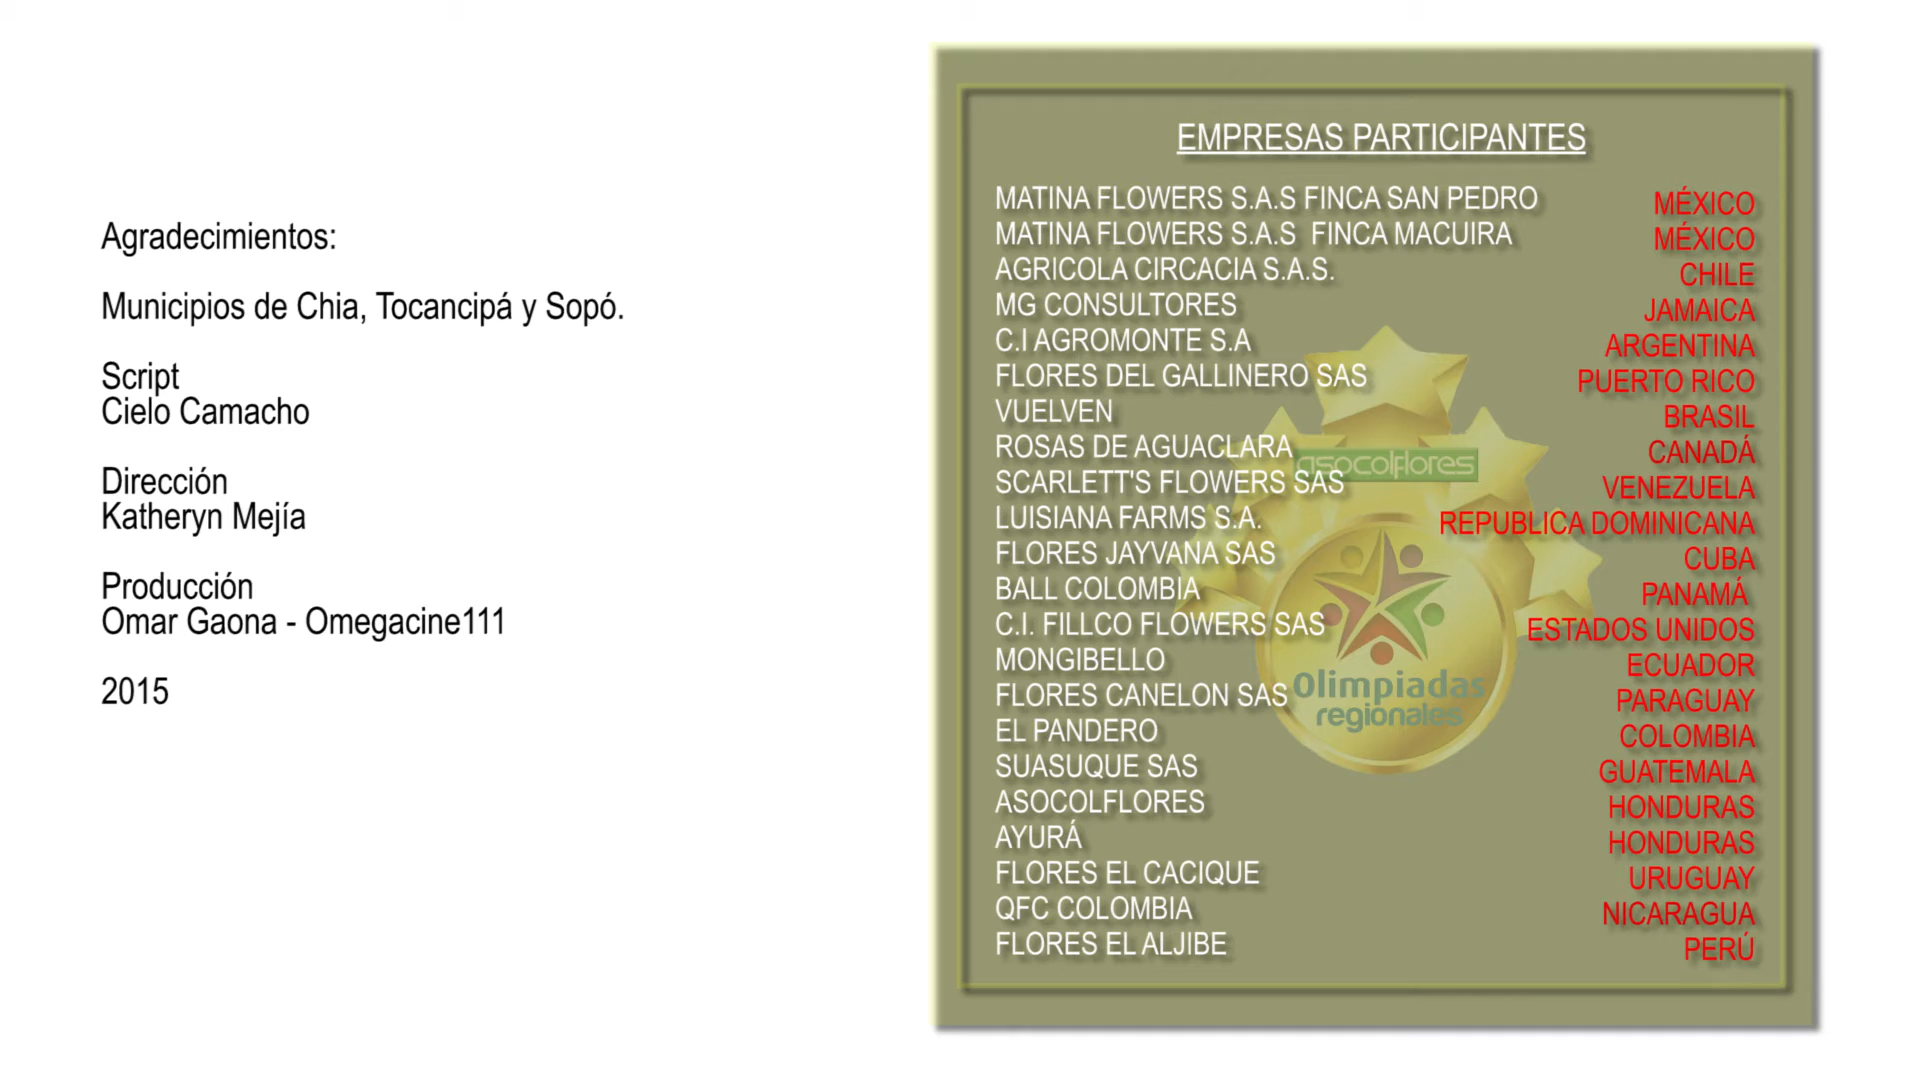 Agradecimientos:
Municipios de Chia, Tocancipá y Sopó.
Script
Cielo Camacho
Dirección
Katheryn Mejía
Producción
Omar Gaona - Omegacine111
2015
EMPRESAS PARTICIPANTES
MATINA FLOWERS S.A.S FINCA SAN PEDRO MÉXICO
MATINA FLOWERS S.A.S FINCA MACUIRA MÉXICO
AGRICOLA CIRCACIA S.A.S. CHILE
MG CONSULTORES JAMAICA
C.I AGROMONTE S.A ARGENTINA
FLORES DEL GALLINERO SAS PUERTO RICO
VUELVEN BRASIL
ROSAS DE AGUACLARA CANADÁ
SCARLETT'S FLOWERS SAS VENEZUELA
LUISIANA FARMS S.A. REPUBLICA DOMINICANA
FLORES JAYVANA SAS CUBA
BALL COLOMBIA PANAMÁ
C.I. FILLCO FLOWERS SAS ESTADOS UNIDOS
MONGIBELLO ECUADOR
FLORES CANELON SAS PARAGUAY
EL PANDERO COLOMBIA
SUASUQUE SAS GUATEMALA
ASOCOLFLORES HONDURAS
AYURÁ HONDURAS
FLORES EL CACIQUE URUGUAY
QFC COLOMBIA NICARAGUA
FLORES EL ALJIBE PERÚ
asocolflores
Olimpiadas
regionales